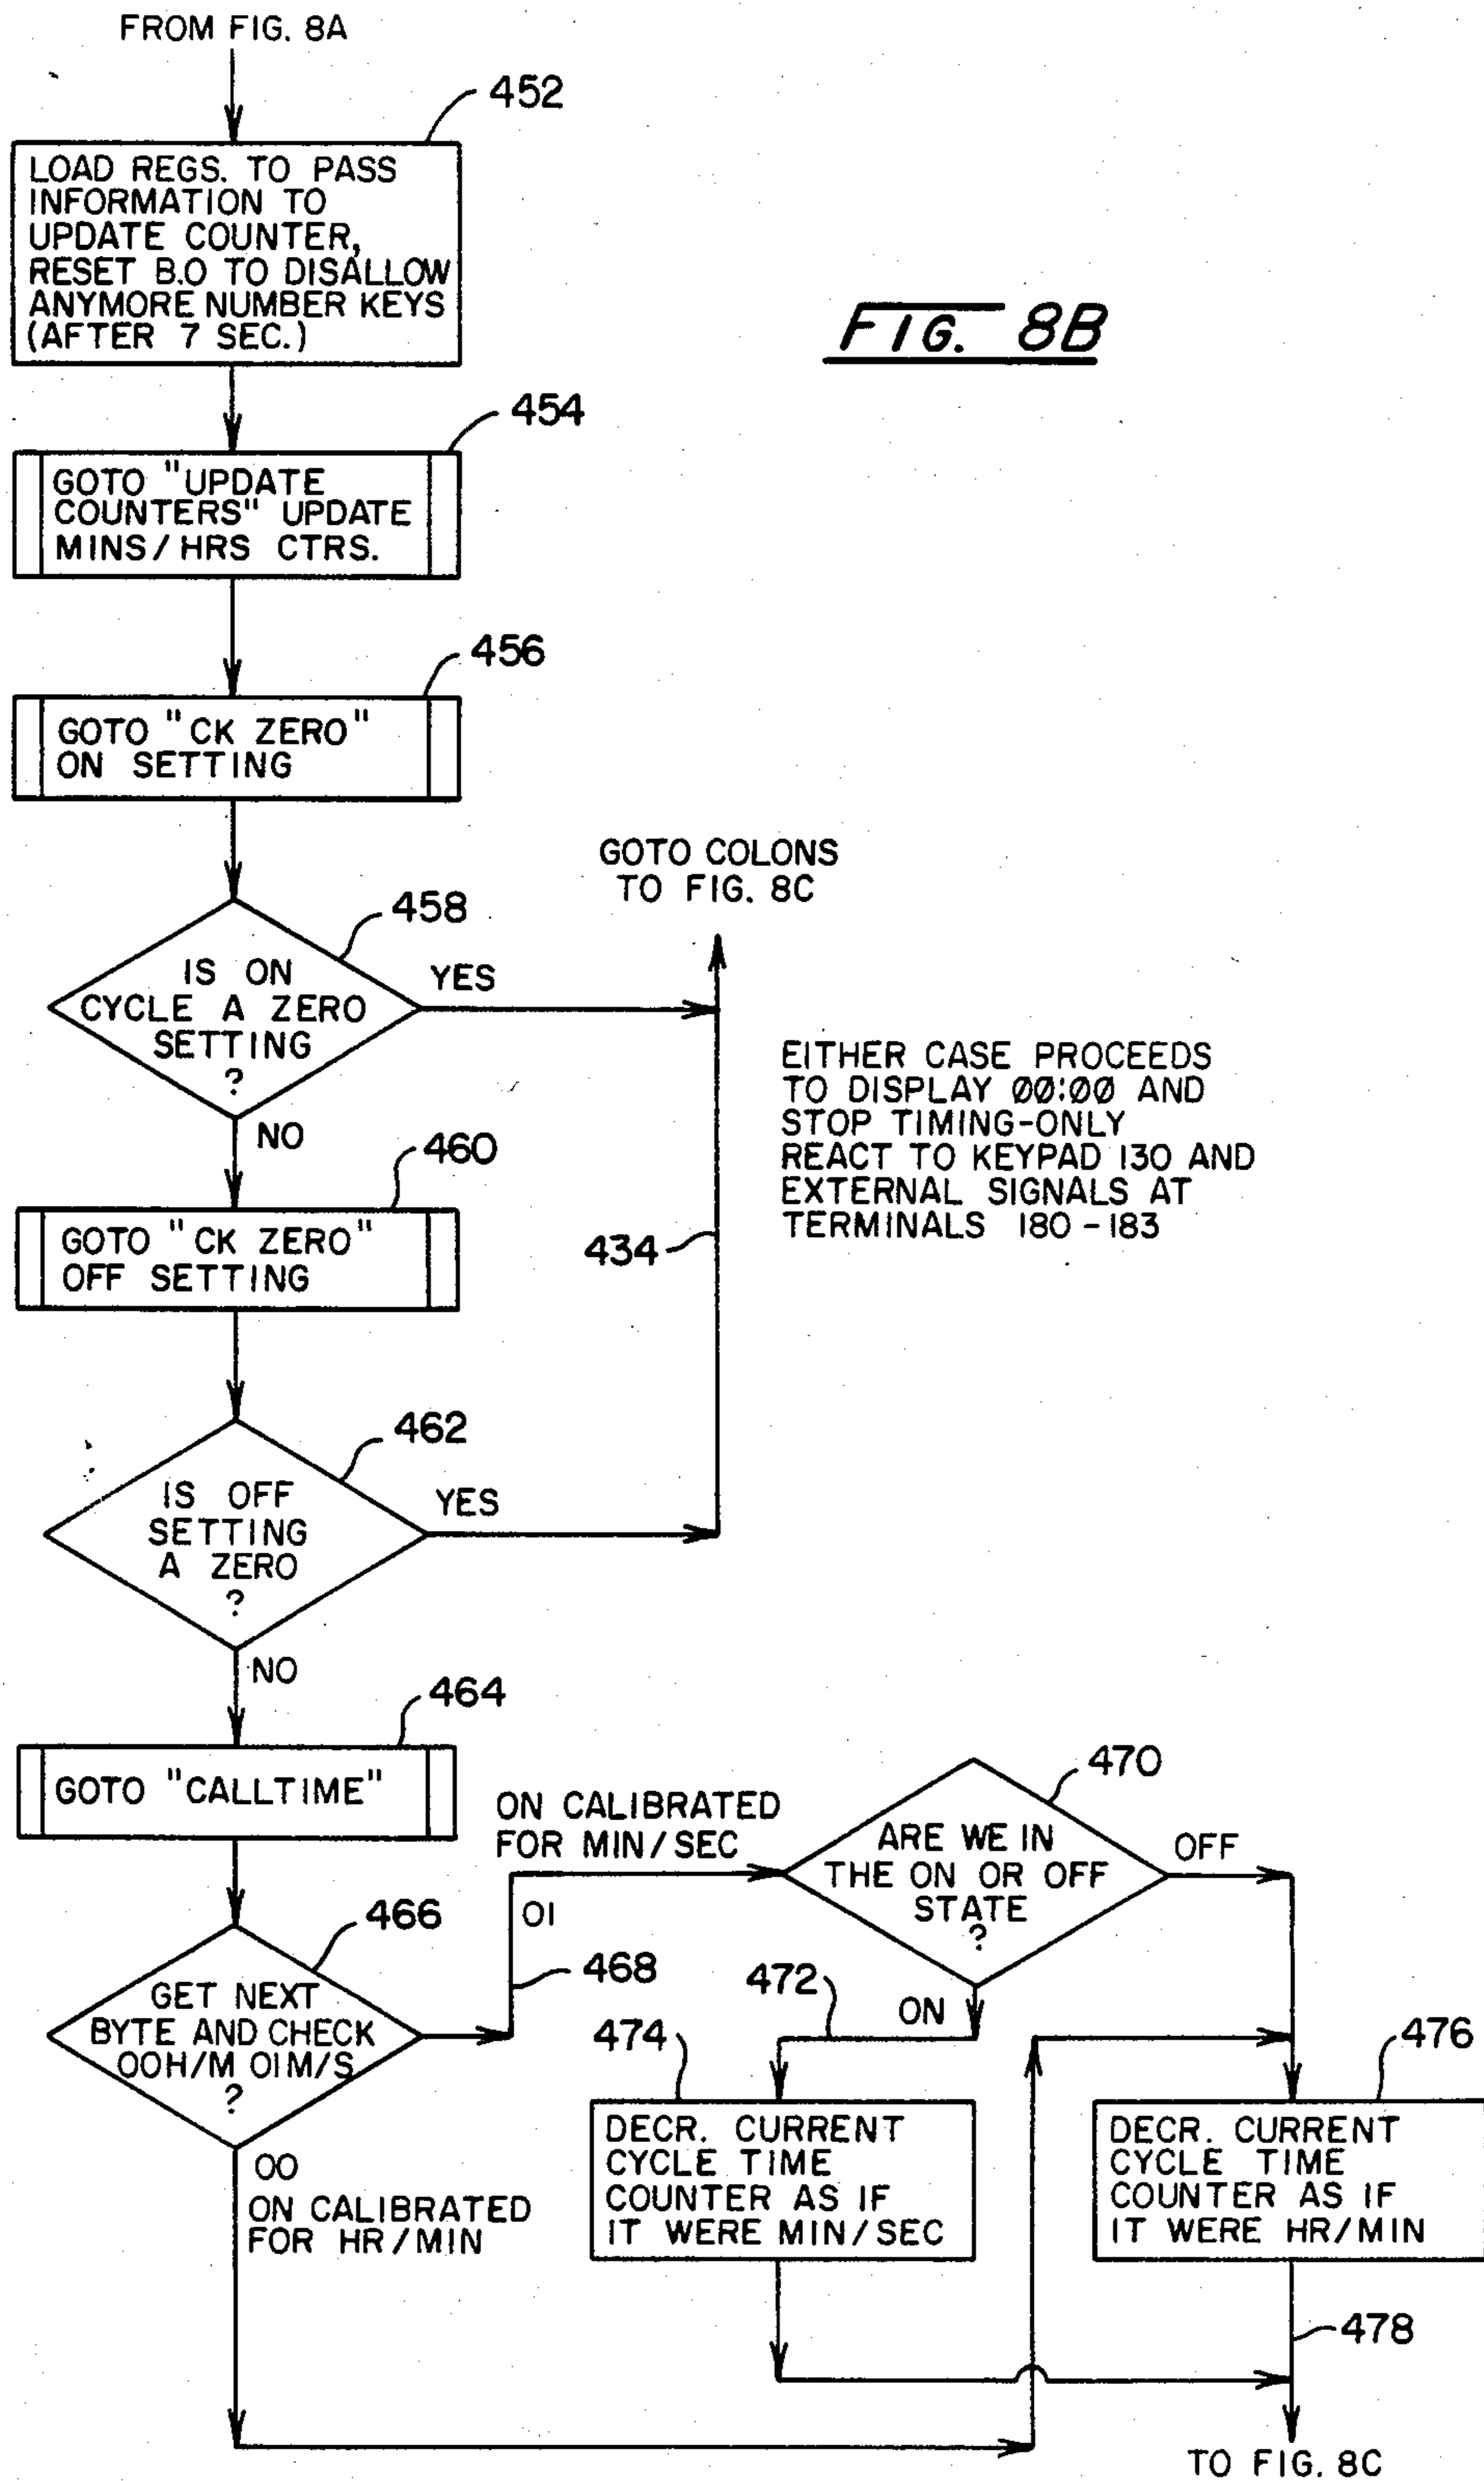 FROM FIG. 8A
452
LOAD REGS. TO PASS
INFORMATION TO
UPDATE COUNTER,
RESET B.O TO DISALLOW
ANYMORE NUMBER KEYS
(AFTER 7 SEC.)
FIG. 8B
454
GOTO "UPDATE
COUNTERS" UPDATE
MINS/HRS CTRS.
456
GOTO "CK ZERO"
ON SETTING
GOTO COLONS
TO FIG. 8C
458
IS ON
CYCLE A ZERO
SETTING
?
YES
NO
EITHER CASE PROCEEDS
TO DISPLAY 00:00 AND
STOP TIMING-ONLY
REACT TO KEYPAD 130 AND
EXTERNAL SIGNALS AT
TERMINALS 180-183
460
GOTO "CK ZERO"
OFF SETTING
434
462
IS OFF
SETTING
A ZERO
?
YES
NO
464
GOTO "CALLTIME"
ON CALIBRATED
FOR MIN/SEC
470
ARE WE IN
THE ON OR OFF
STATE
?
OFF
466
01
GET NEXT
BYTE AND CHECK
00H/M 01M/S
?
468
472
ON
474
476
DECR. CURRENT
CYCLE TIME
COUNTER AS IF
IT WERE MIN/SEC
DECR. CURRENT
CYCLE TIME
COUNTER AS IF
IT WERE HR/MIN
00
ON CALIBRATED
FOR HR/MIN
478
TO FIG. 8C